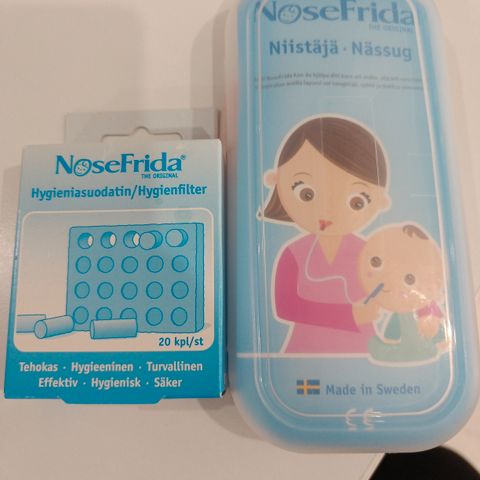 NoseFrida®
THE ORIGINAL
Hygieniasuodatin/Hygienfilter
20 kpl/st
Tehokas · Hygieeninen · Turvallinen
Effektiv · Hygienisk · Säker
NoseFrida
THE ORIGINAL
Niistäjä · Nässug
Made in Sweden
CE